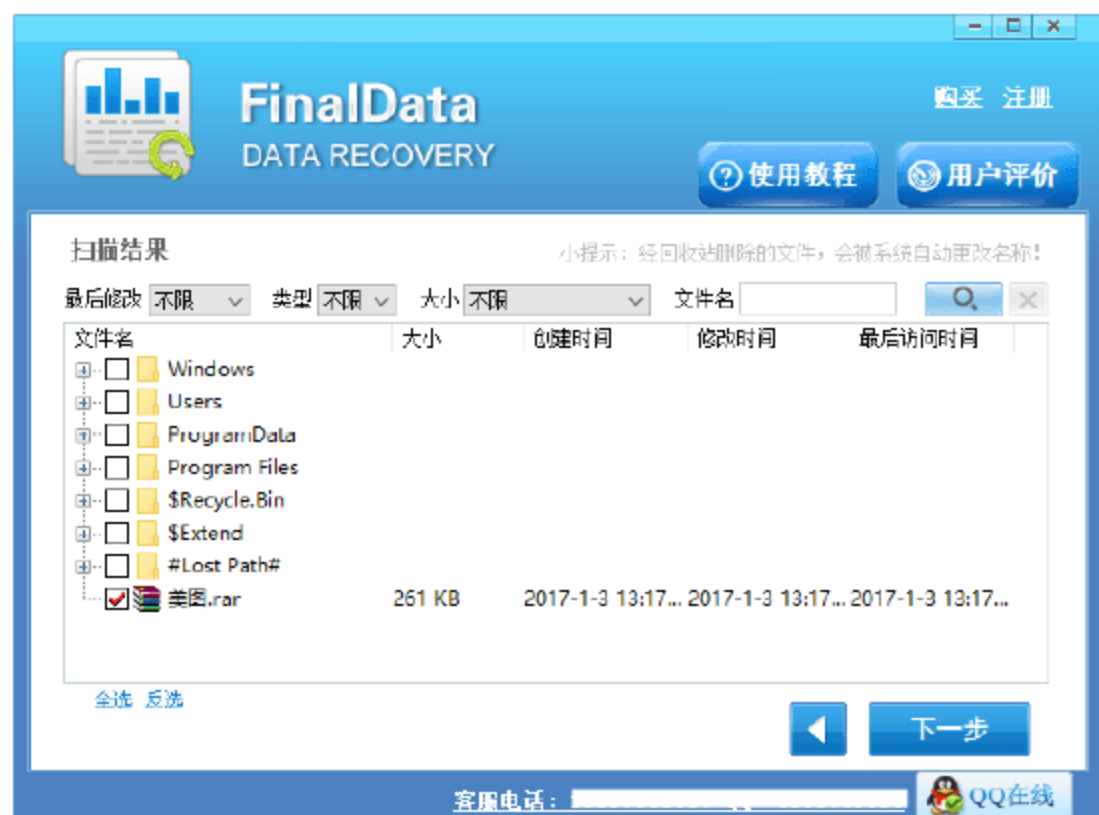 FinalData
DATA RECOVERY
购买 注册
使用教程 用户评价
扫描结果 小提示：经回收站删除的文件，会被系统自动更改名称！
最后修改 不限 类型 不限 大小 不限 文件名
文件名 大小 创建时间 修改时间 最后访问时间
Windows
Users
ProgramData
Program Files
$Recycle.Bin
$Extend
#Lost Path#
美图.rar 261 KB 2017-1-3 13:17... 2017-1-3 13:17... 2017-1-3 13:17...
全选 反选
下一步
客服电话：
QQ在线